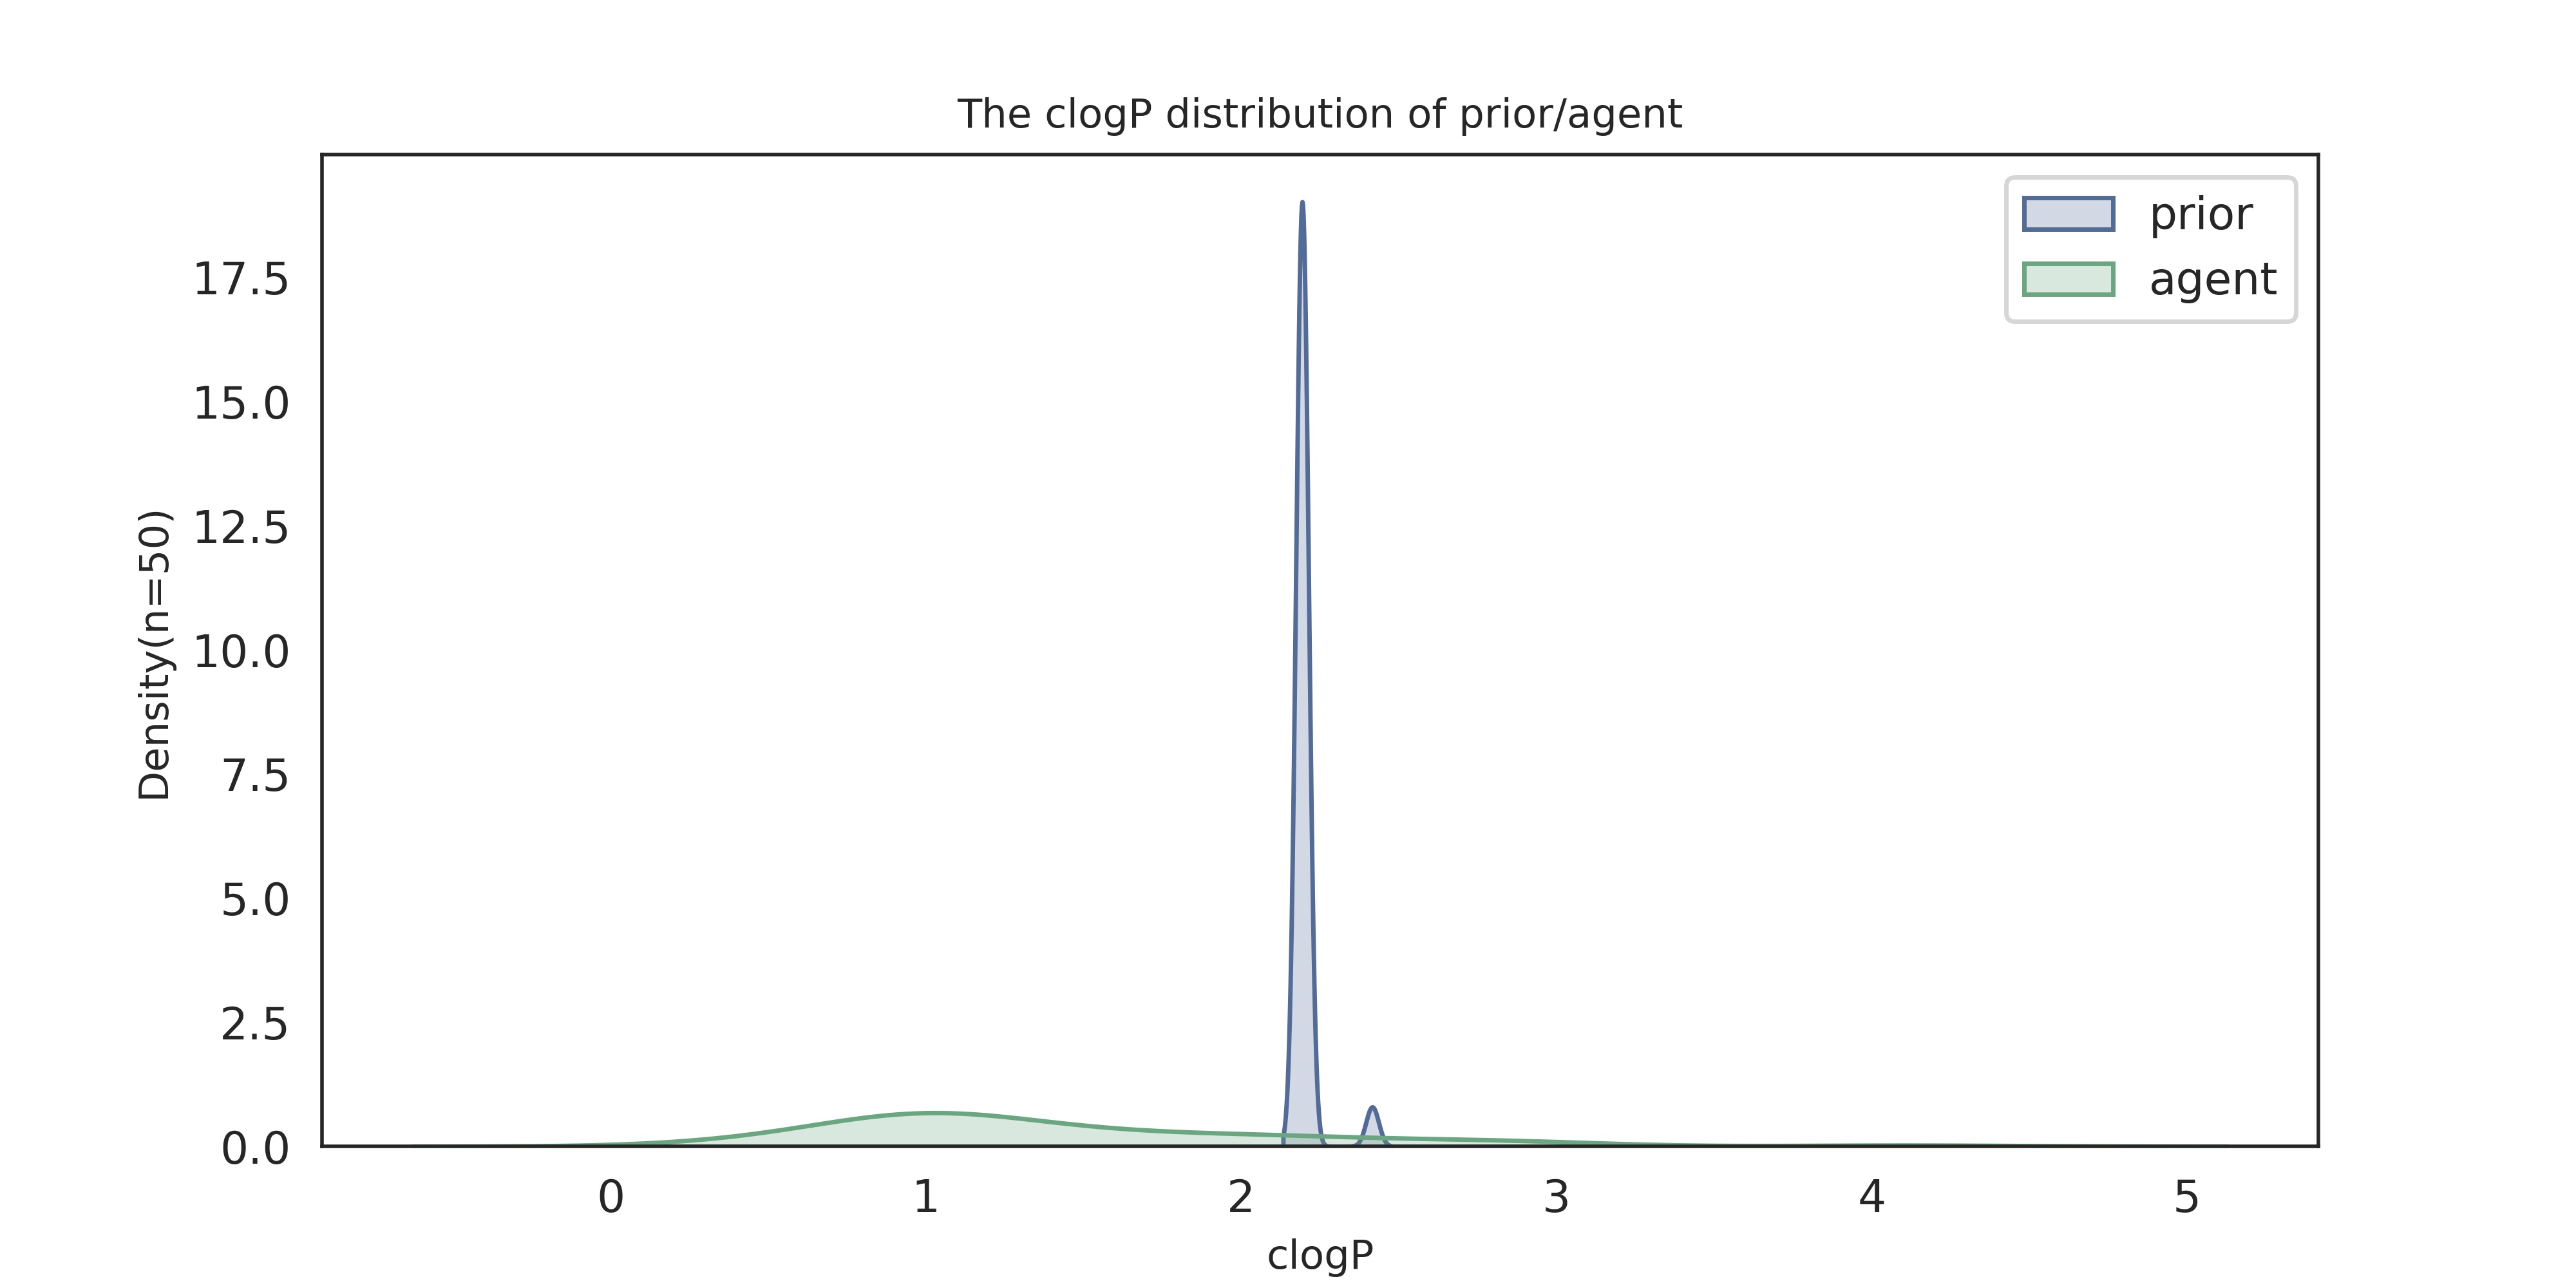 The clogP distribution of prior/agent
prior
agent
17.5
15.0
12.5
10.0
7.5
5.0
2.5
0.0
Density(n=50)
0 1 2 3 4 5
clogP